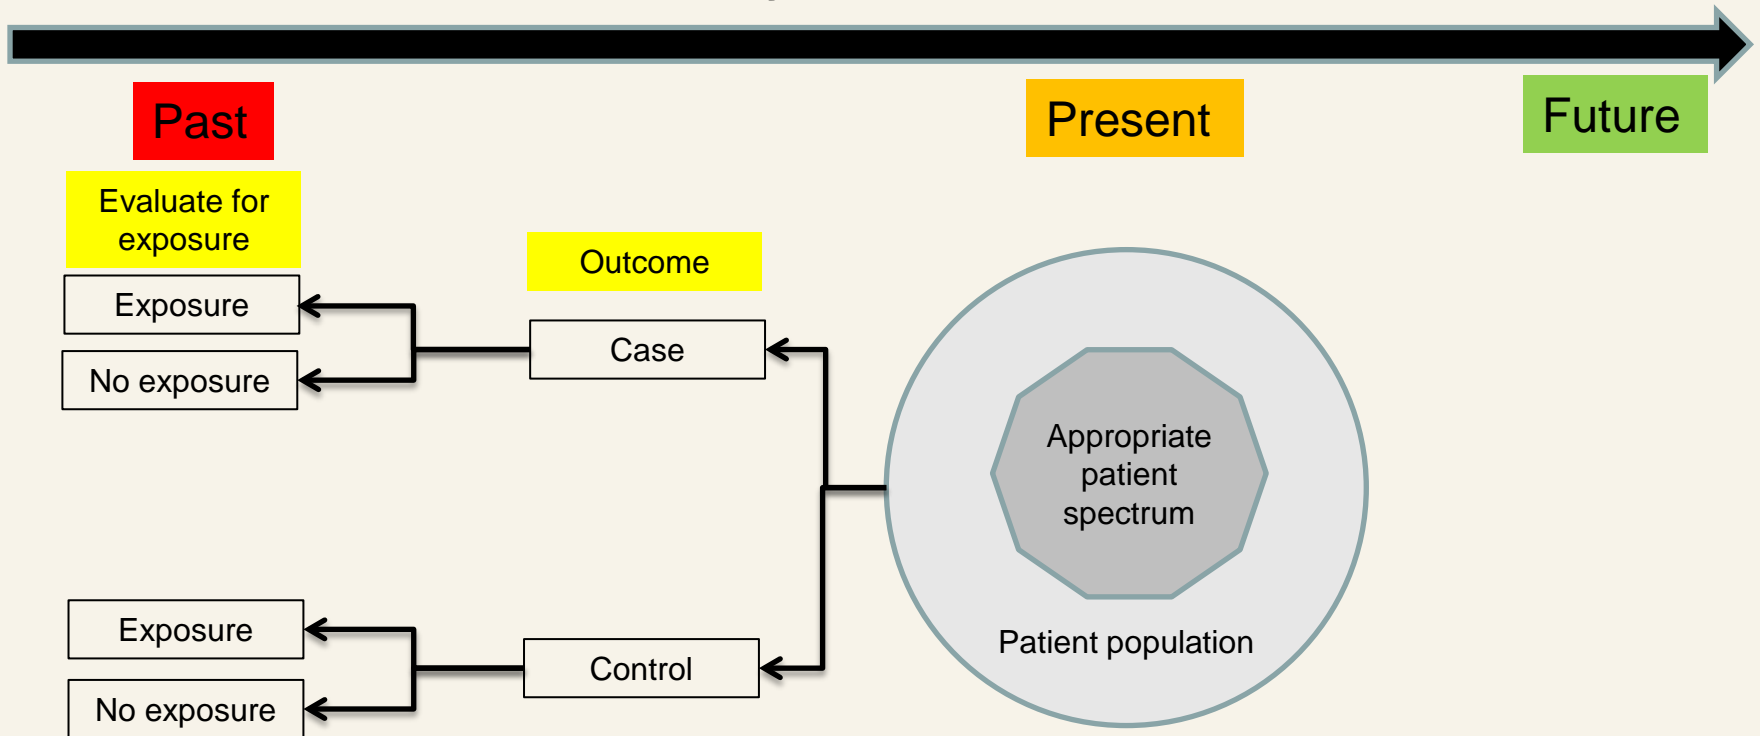 Past
Present
Future
Evaluate for
exposure
Outcome
Exposure
Case
No exposure
Appropriate
patient
spectrum
Patient population
Exposure
Control
No exposure